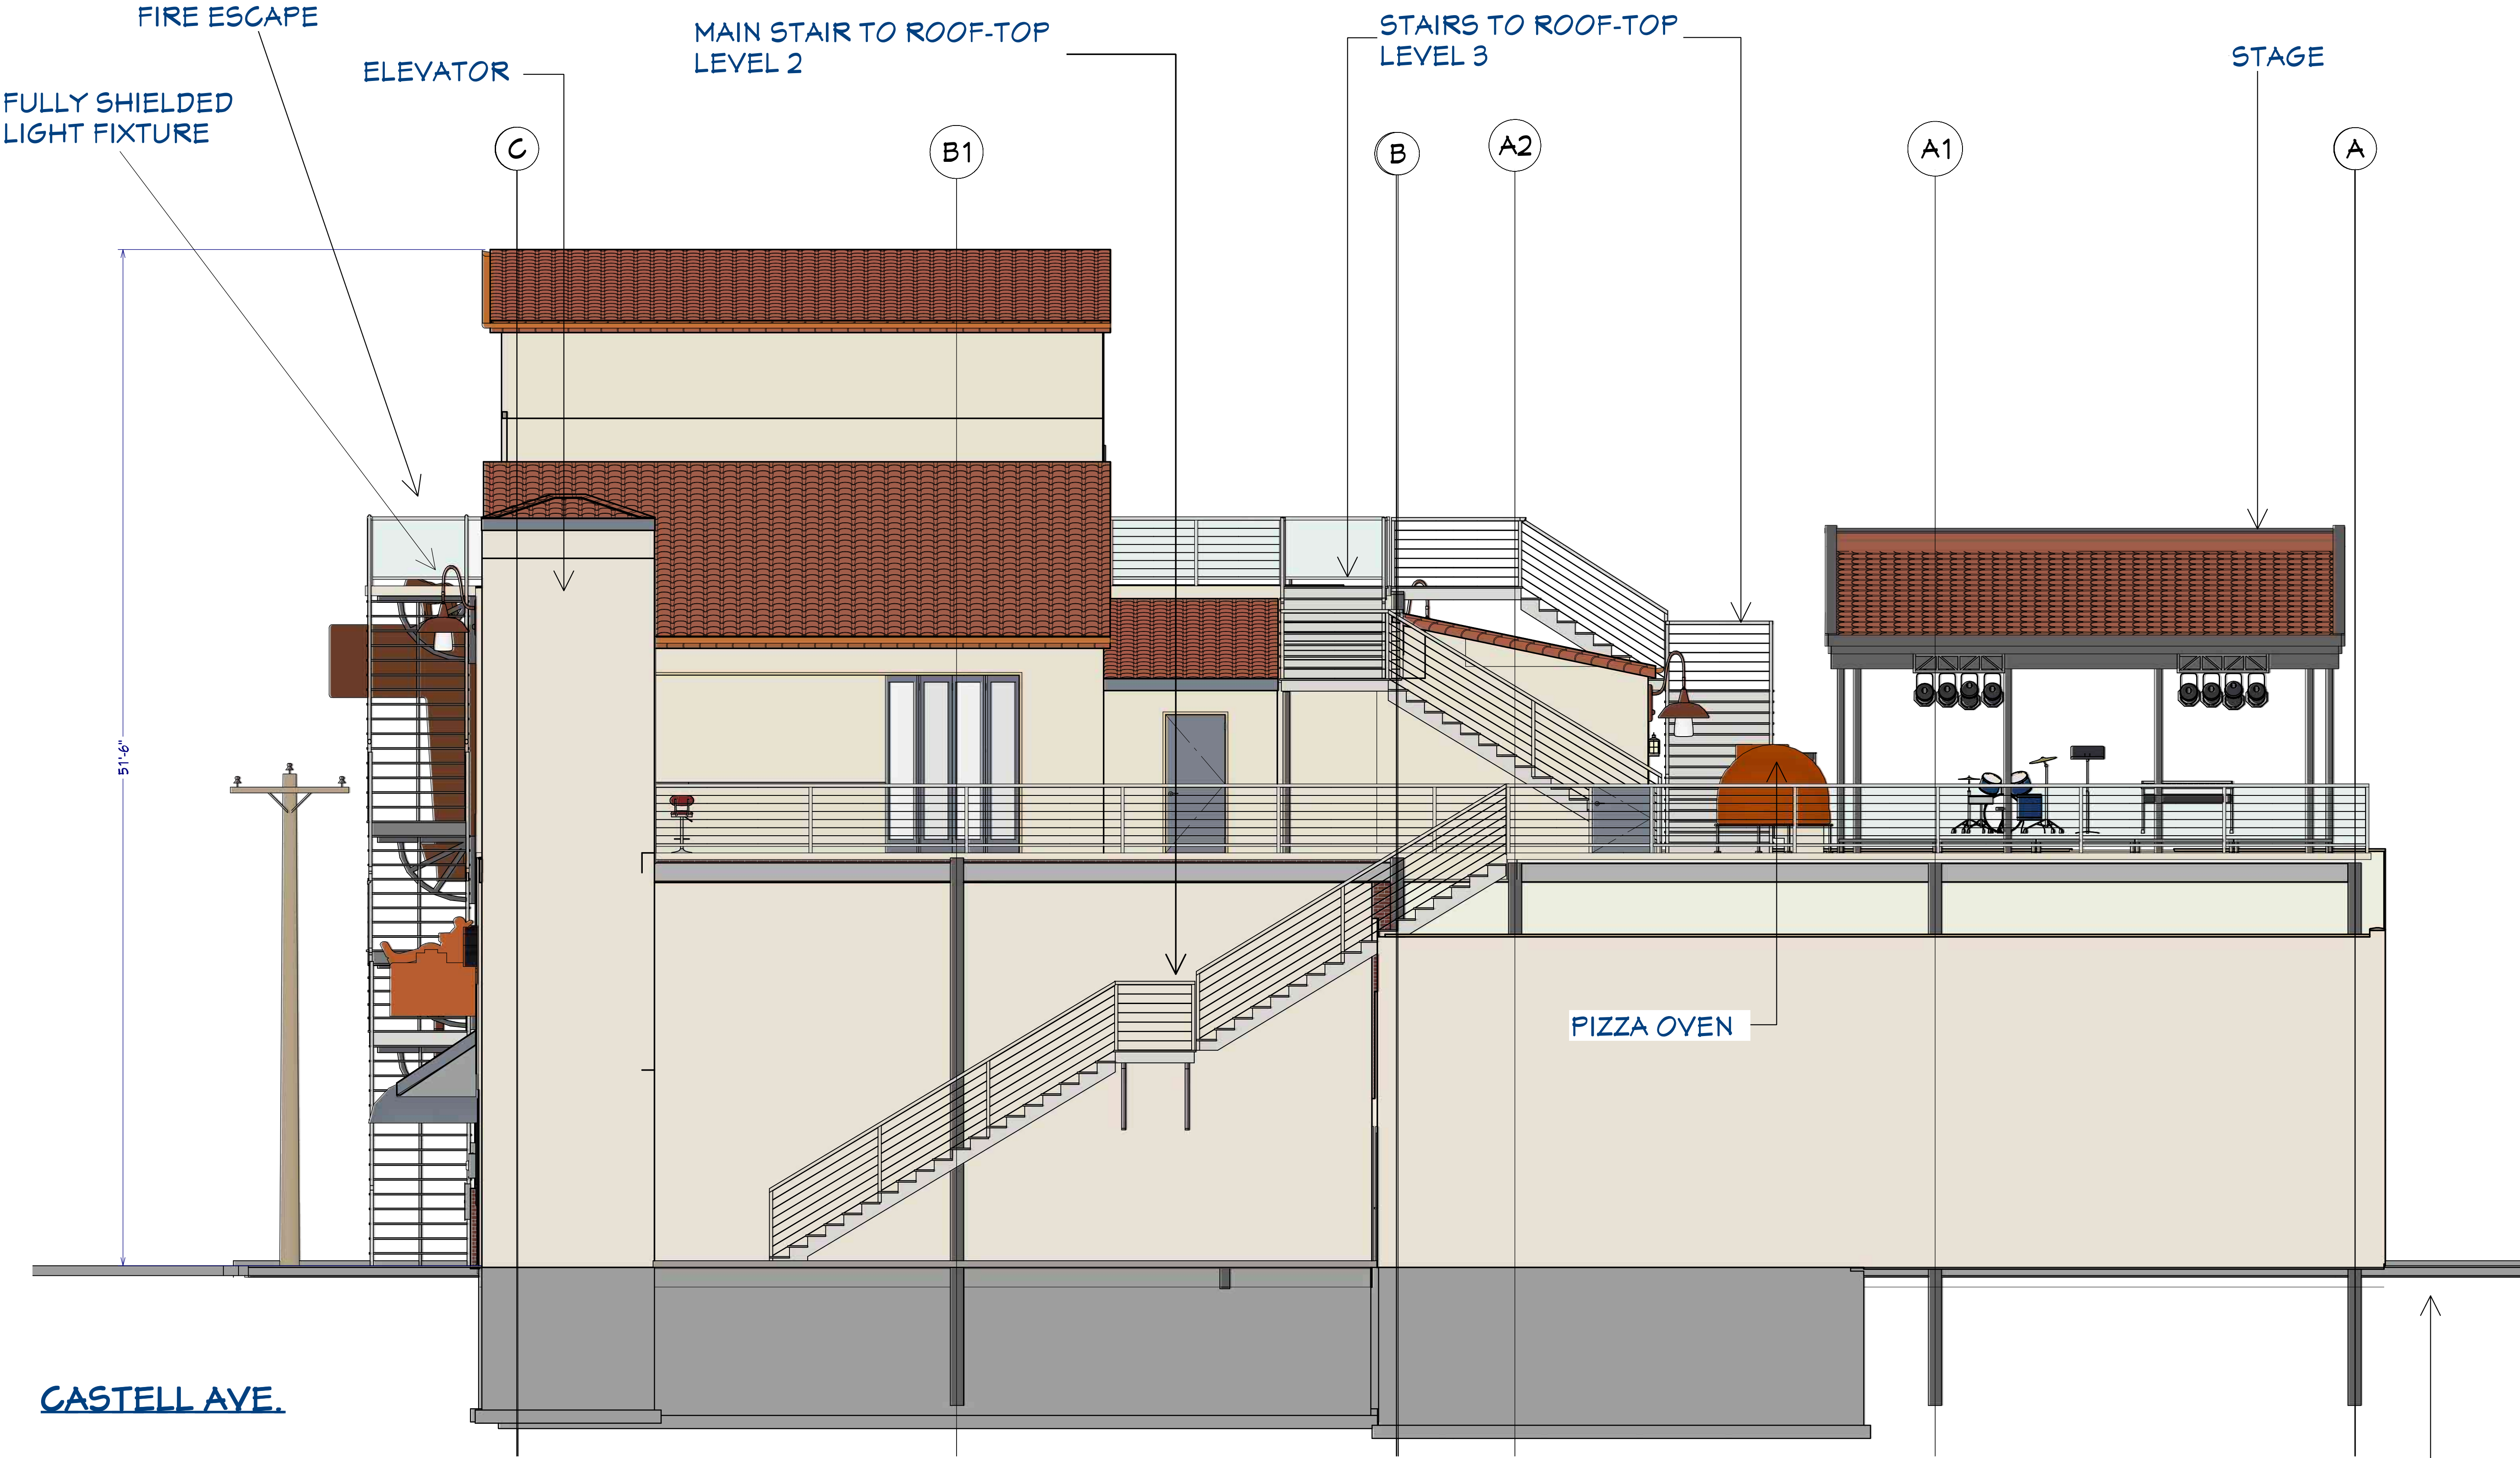 FIRE ESCAPE
MAIN STAIR TO ROOF-TOP
LEVEL 2
STAIRS TO ROOF-TOP
LEVEL 3
STAGE
ELEVATOR
FULLY SHIELDED
LIGHT FIXTURE
C
B1
B
A2
A1
A
51'-6"
PIZZA OVEN
CASTELL AVE.